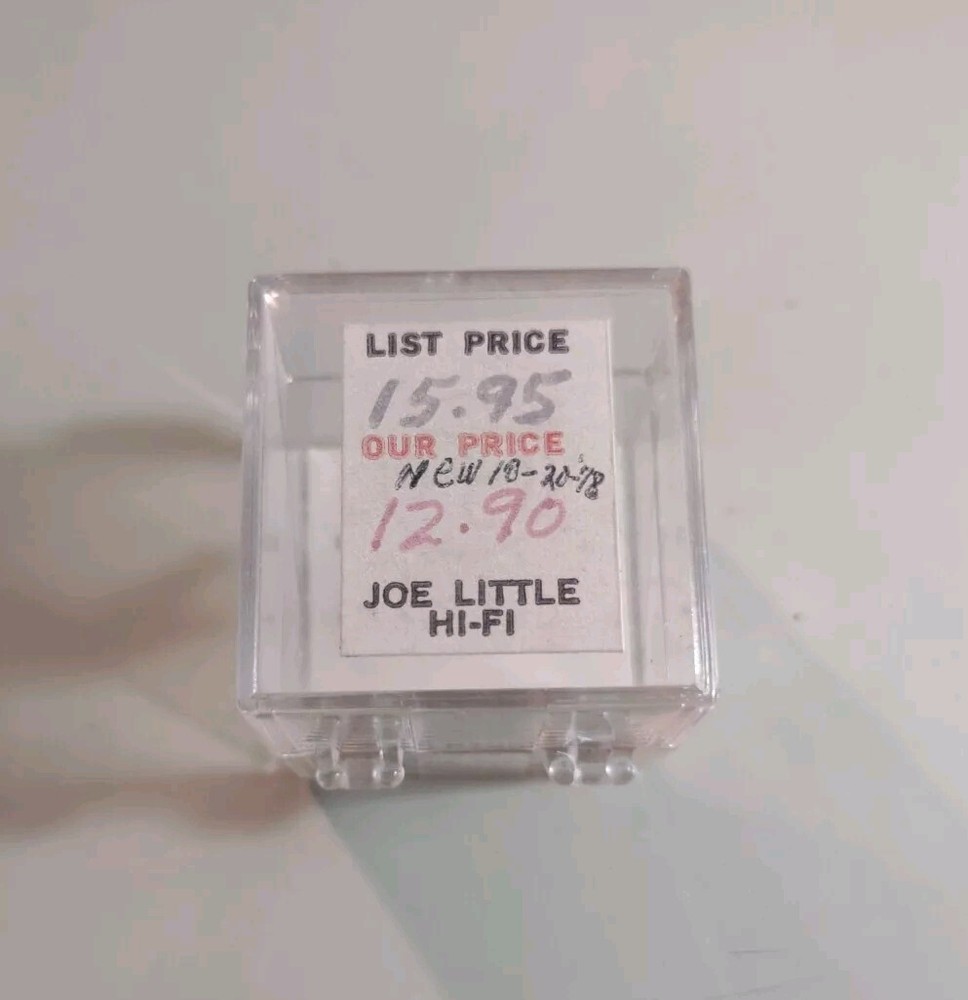 LIST PRICE
15.95
OUR PRICE
NEW 10-20-78
12.90
JOE LITTLE
HI-FI